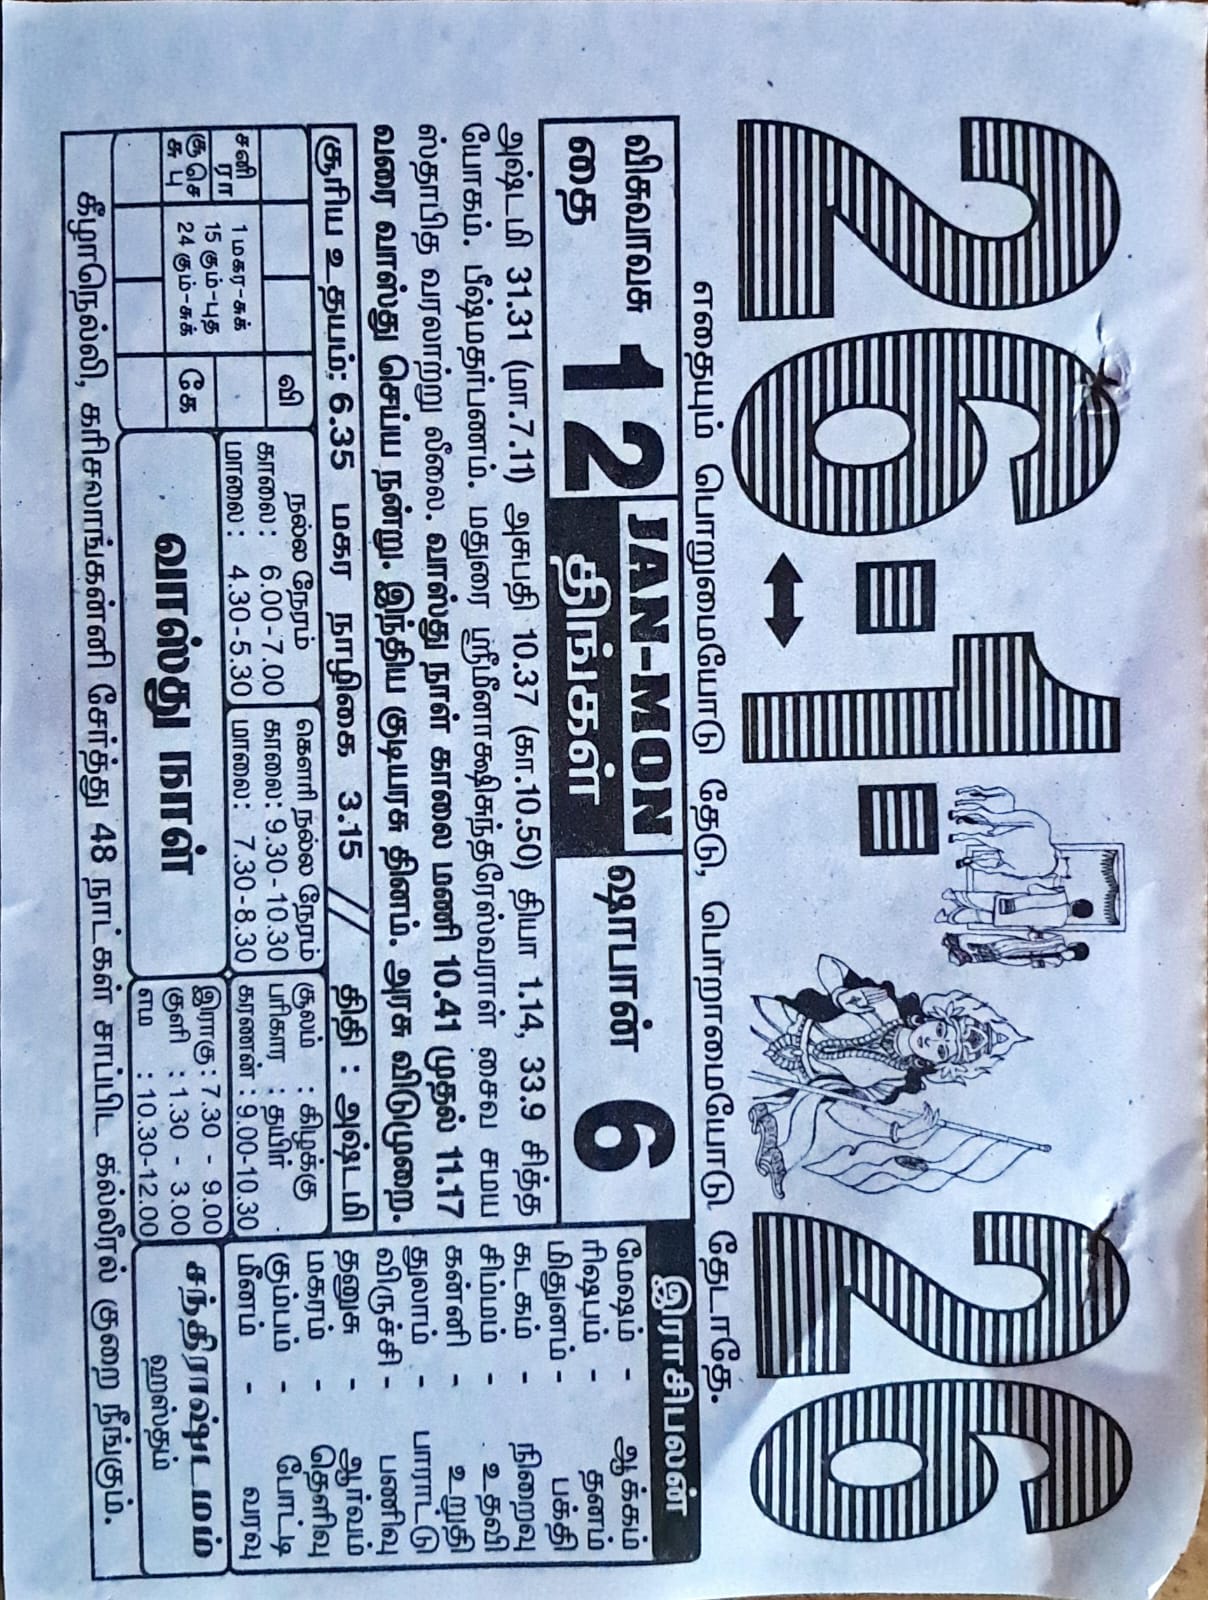 26-1-26
எதையும் பொறுமையோடு தேடு, பொறாமையோடு தேடாதே.
விசுவாவசு
தை
12
JAN-MON
திங்கள்
ஷாபான்
6
அஷ்டமி 31.31 (மா.7.11) அசுபதி 10.37 (கா.10.50) தியா 1.14, 33.9 சித்த
யோகம். பீஷ்மதர்பணம். மதுரை ஸ்ரீமீனாக்ஷிசுந்தரேஸ்வராள் சைவ சமய
ஸ்தாபித வரலாற்று லீலை. வாஸ்து நாள் காலை மணி 10.41 முதல் 11.17
வரை வாஸ்து செய்ய நன்று. இந்திய குடியரசு தினம். அரசு விடுமுறை.
சூரிய உதயம்: 6.35 மகர நாழிகை 3.15 // திதி : அஷ்டமி
வி
சனி
ரா
சூ செ
சு பு
1 மகர-சுக்
15 கும்-புத
24 கும்-சுக்
கே
நல்ல நேரம்
காலை: 6.00-7.00
மாலை: 4.30-5.30
கௌரி நல்ல நேரம்
காலை: 9.30-10.30
மாலை: 7.30-8.30
சூலம் : கிழக்கு
பரிகார : தயிர்
கரணன் : 9.00-10.30
வாஸ்து நாள்
இராகு : 7.30 - 9.00
குளி : 1.30 - 3.00
எம : 10.30-12.00
இராசிபலன்
மேஷம் - ஆக்கம்
ரிஷபம் - தனம்
மிதுனம் - பக்தி
கடகம் - நிறைவு
சிம்மம் - உதவி
கன்னி - உறுதி
துலாம் - பாராட்டு
விருச்சி - பணிவு
தனுசு - ஆர்வம்
மகரம் - தெளிவு
கும்பம் - போட்டி
மீனம் - வரவு
சந்திராஷ்டமம்
ஹஸ்தம்
கீழாநெல்லி, கரிசலாங்கன்னி சேர்த்து 48 நாட்கள் சாப்பிட கல்லீரல் குறை நீங்கும்.